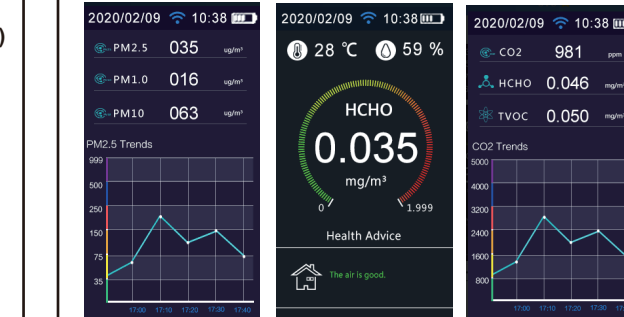 )
2020/02/09 10:38
PM2.5 035 ug/m³
PM1.0 016 ug/m³
PM10 063 ug/m³
PM2.5 Trends
999
500
250
150
75
35
17:00 17:10 17:20 17:30 17:40
2020/02/09 10:38
28 ℃ 59 %
HCHO
0.035
mg/m³
0 1.999
Health Advice
The air is good.
2020/02/09 10:38
CO2 981 ppm
HCHO 0.046 mg/m³
TVOC 0.050 mg/m³
CO2 Trends
5000
4000
3200
2400
1600
800
17:00 17:10 17:20 17:30